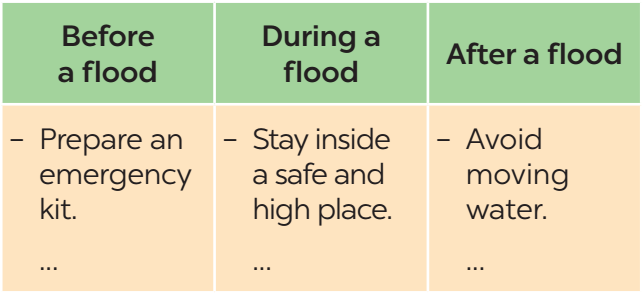 Before
a flood
During a
flood
After a flood
– Prepare an
emergency
kit.
...
– Stay inside
a safe and
high place.
...
– Avoid
moving
water.
...